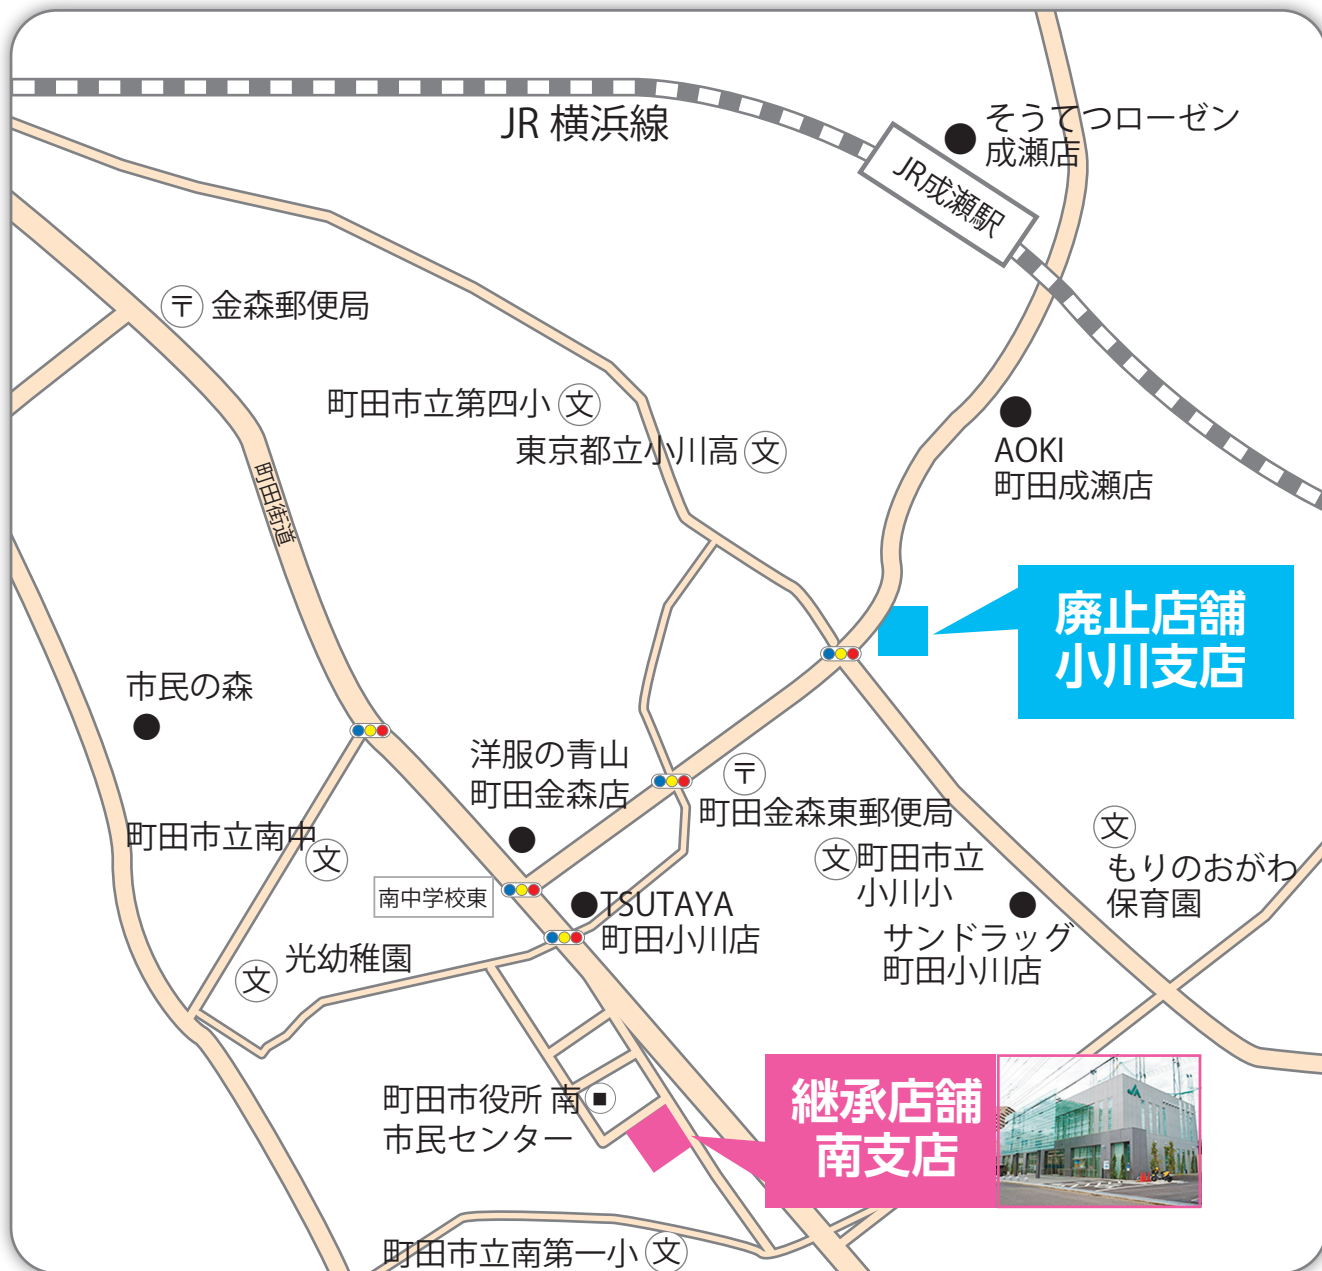 JR 横浜線
そうてつローゼン
成瀬店
JR成瀬駅
〒 金森郵便局
町田市立第四小 文
東京都立小川高 文
AOKI
町田成瀬店
町田街道
廃止店舗
小川支店
市民の森
洋服の青山
町田金森店
〒
町田金森東郵便局
町田市立南中
文
文 町田市立
小川小
文
もりのおがわ
保育園
南中学校東
TSUTAYA
町田小川店
サンドラッグ
町田小川店
光幼稚園
文
継承店舗
南支店
JA
町田市役所 南
市民センター
町田市立南第一小 文